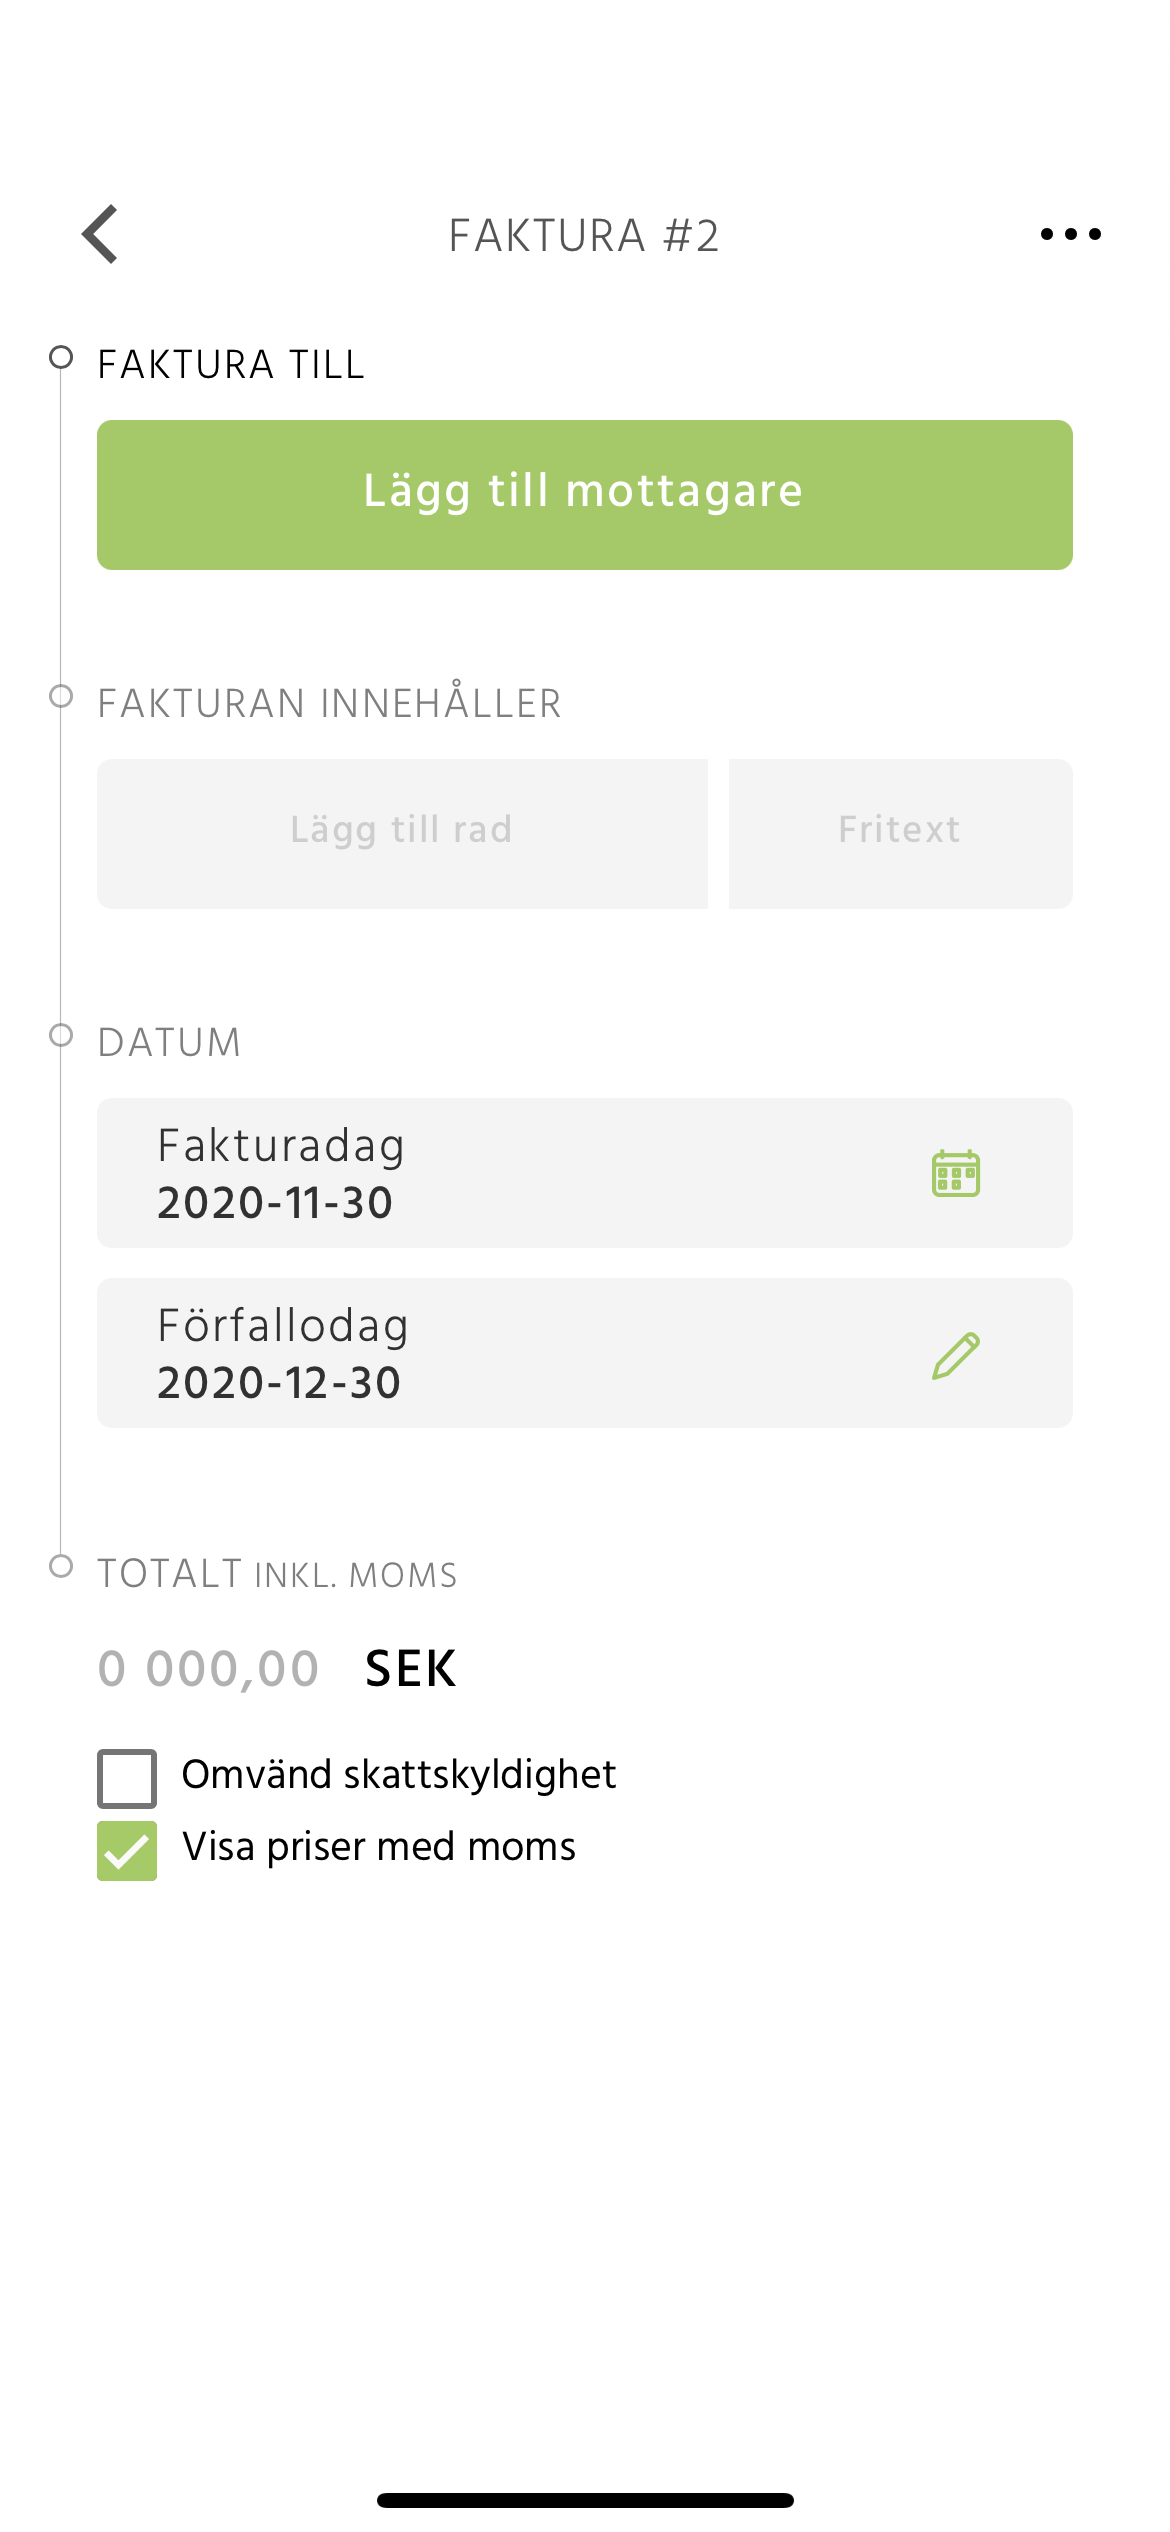 FAKTURA #2
FAKTURA TILL
Lägg till mottagare
FAKTURAN INNEHÅLLER
Lägg till rad
Fritext
DATUM
Fakturadag
2020-11-30
Förfallodag
2020-12-30
TOTALT INKL. MOMS
0 000,00 SEK
Omvänd skattskyldighet
Visa priser med moms